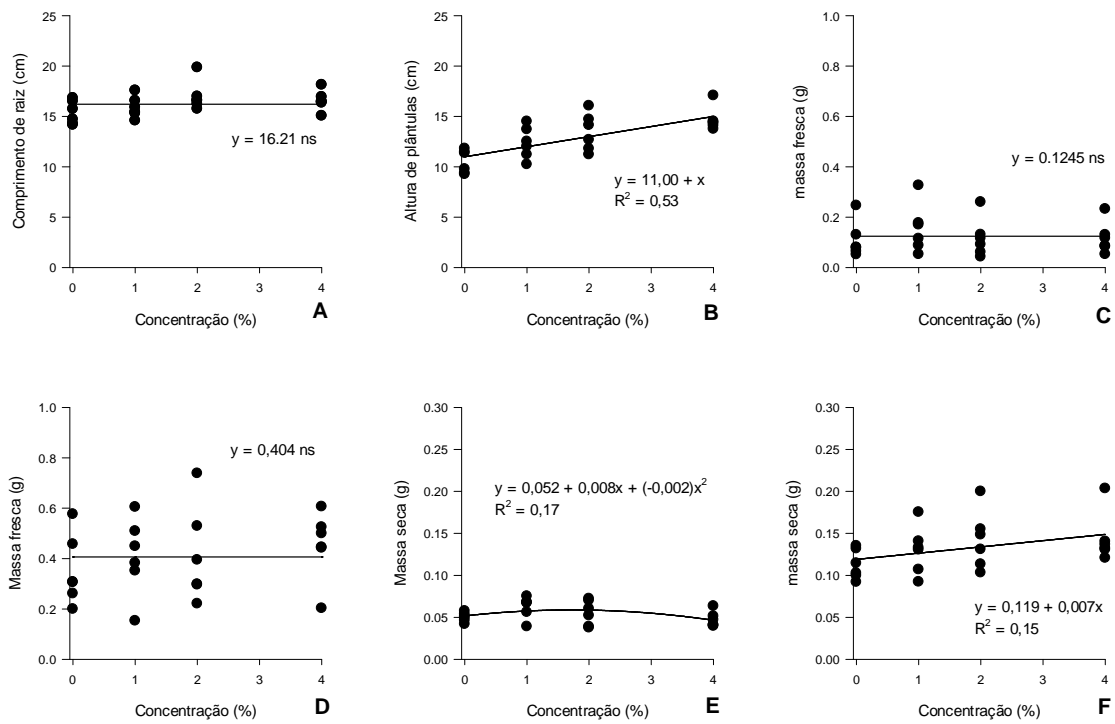 Comprimento de raiz (cm)
25
20
15
10
5
0
y = 16.21 ns
0 1 2 3 4
Concentração (%)
A
Altura de plântulas (cm)
25
20
15
10
5
0
y = 11,00 + x
R² = 0,53
0 1 2 3 4
Concentração (%)
B
massa fresca (g)
1.0
0.8
0.6
0.4
0.2
0.0
y = 0.1245 ns
0 1 2 3 4
Concentração (%)
C
Massa fresca (g)
1.0
0.8
0.6
0.4
0.2
0.0
y = 0,404 ns
0 1 2 3 4
Concentração (%)
D
Massa seca (g)
0.30
0.25
0.20
0.15
0.10
0.05
0.00
y = 0,052 + 0,008x + (-0,002)x²
R² = 0,17
0 1 2 3 4
Concentração (%)
E
massa seca (g)
0.30
0.25
0.20
0.15
0.10
0.05
0.00
y = 0,119 + 0,007x
R² = 0,15
0 1 2 3 4
Concentração (%)
F